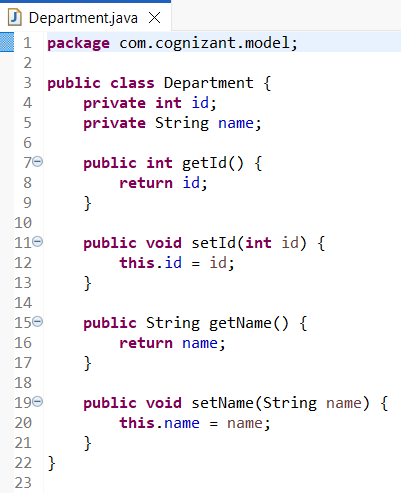 Department.java
1 package com.cognizant.model;
2
3 public class Department {
4     private int id;
5     private String name;
6
7     public int getId() {
8         return id;
9     }
10
11     public void setId(int id) {
12         this.id = id;
13     }
14
15     public String getName() {
16         return name;
17     }
18
19     public void setName(String name) {
20         this.name = name;
21     }
22 }
23